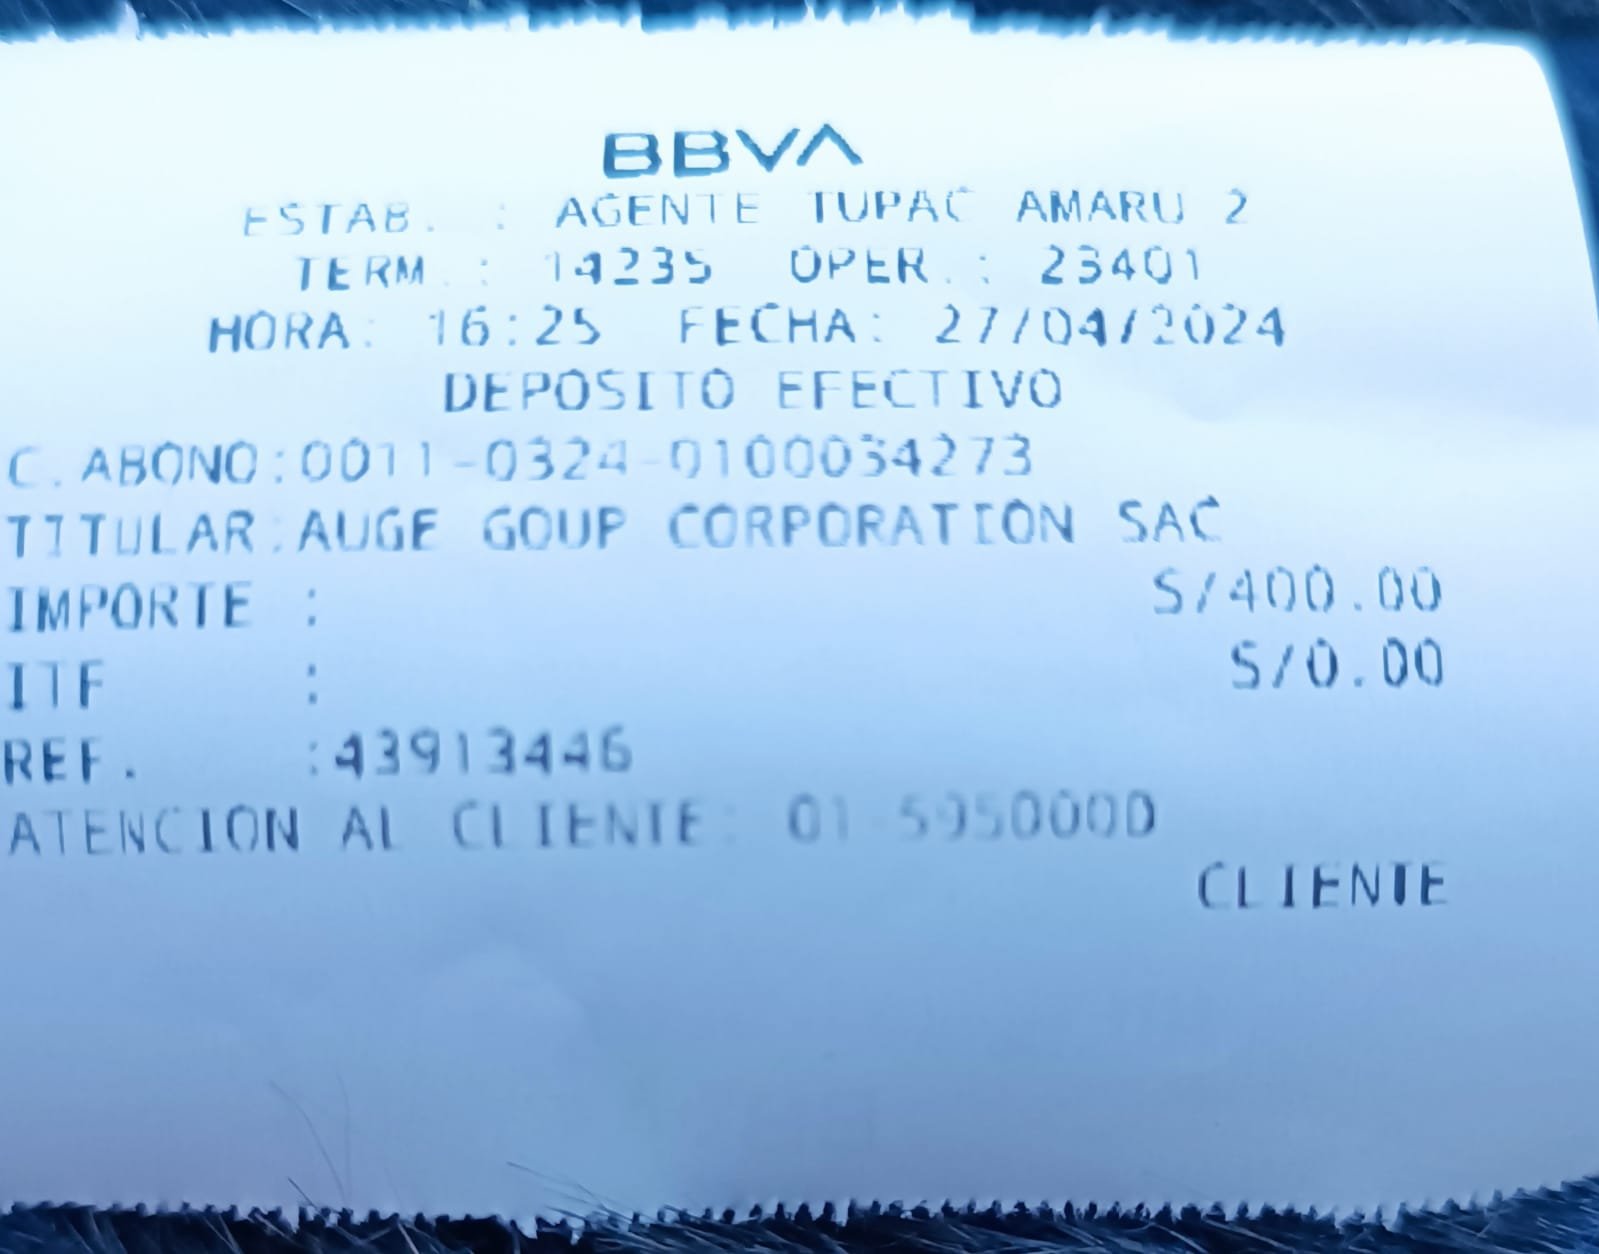 BBVA
ESTAB. : AGENTE TUPAC AMARU 2
TERM.: 14235 OPER.: 23401
HORA: 16:25 FECHA: 27/04/2024
DEPOSITO EFECTIVO
C.ABONO:0011-0324-0100034273
TITULAR:AUGE GOUP CORPORATION SAC
IMPORTE : S/400.00
ITF : S/0.00
REF. :43913446
ATENCION AL CLIENTE: 01-5950000
CLIENTE